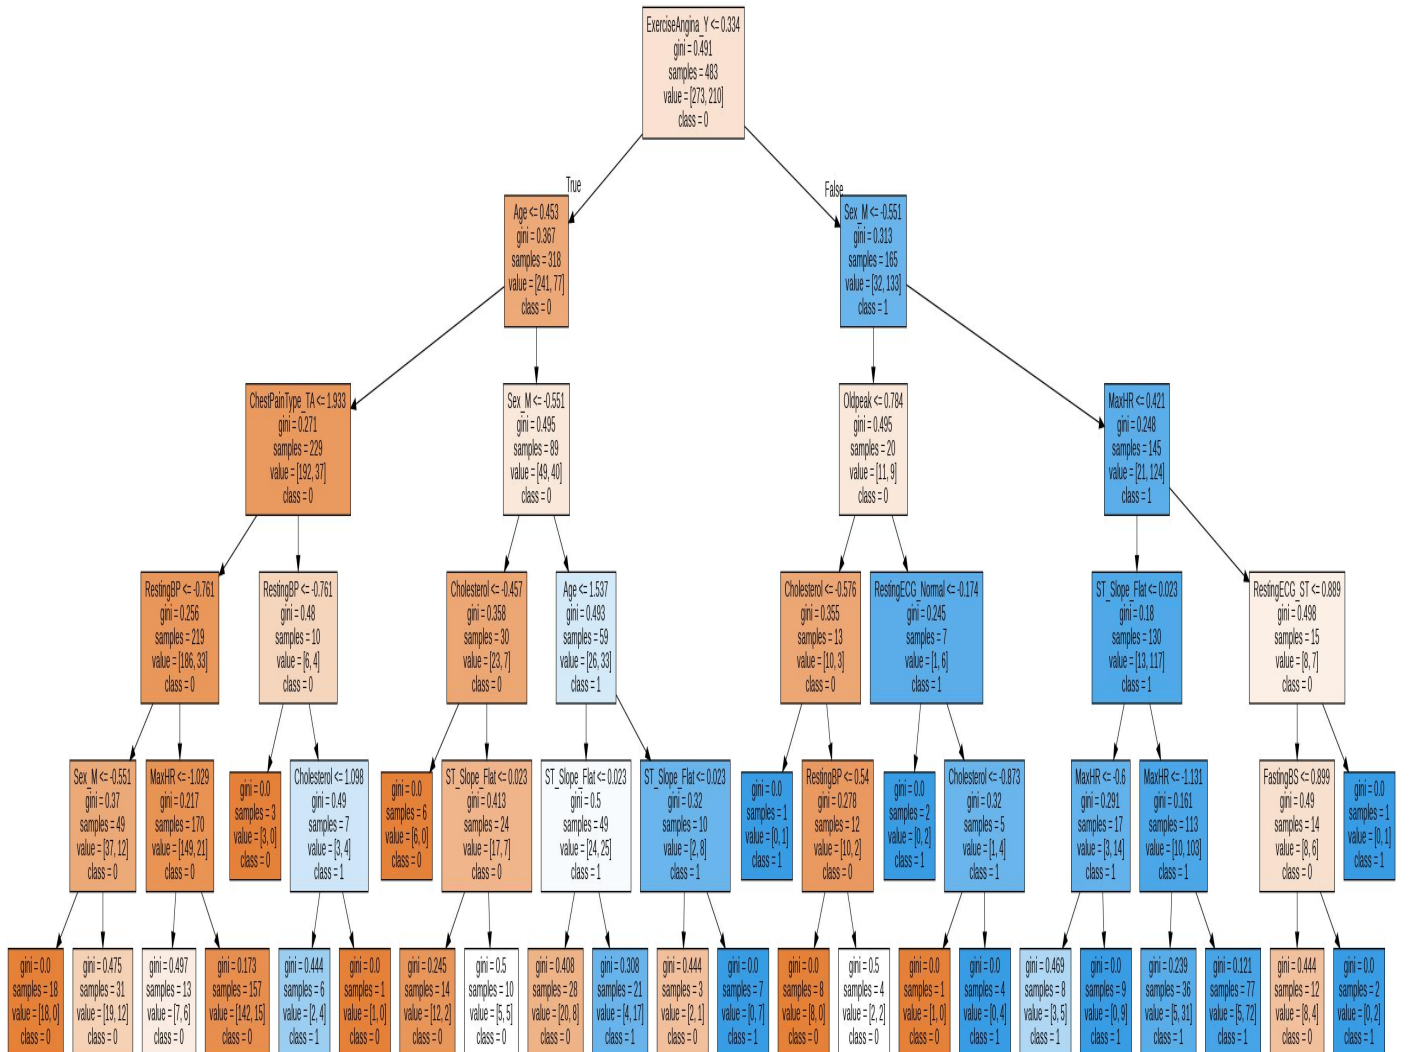 ExerciseAngina_Y <= 0.334
gini = 0.491
samples = 483
value = [273, 210]
class = 0
True
False
Age <= 0.453
gini = 0.367
samples = 318
value = [241, 77]
class = 0
Sex_M <= -0.551
gini = 0.313
samples = 165
value = [32, 133]
class = 1
ChestPainType_TA <= 1.933
gini = 0.271
samples = 229
value = [192, 37]
class = 0
Sex_M <= -0.551
gini = 0.495
samples = 89
value = [49, 40]
class = 0
Oldpeak <= 0.784
gini = 0.495
samples = 20
value = [11, 9]
class = 0
MaxHR <= 0.421
gini = 0.248
samples = 145
value = [21, 124]
class = 1
RestingBP <= -0.761
gini = 0.256
samples = 219
value = [186, 33]
class = 0
RestingBP <= -0.761
gini = 0.48
samples = 10
value = [6, 4]
class = 0
Cholesterol <= -0.457
gini = 0.358
samples = 30
value = [23, 7]
class = 0
Age <= 1.537
gini = 0.493
samples = 59
value = [26, 33]
class = 1
Cholesterol <= -0.576
gini = 0.355
samples = 13
value = [10, 3]
class = 0
RestingECG_Normal <= -0.174
gini = 0.245
samples = 7
value = [1, 6]
class = 1
ST_Slope_Flat <= 0.023
gini = 0.18
samples = 130
value = [13, 117]
class = 1
RestingECG_ST <= 0.889
gini = 0.498
samples = 15
value = [8, 7]
class = 0
Sex_M <= -0.551
gini = 0.37
samples = 49
value = [37, 12]
class = 0
MaxHR <= -1.029
gini = 0.217
samples = 170
value = [149, 21]
class = 0
gini = 0.0
samples = 3
value = [3, 0]
class = 0
Cholesterol <= 1.098
gini = 0.49
samples = 7
value = [3, 4]
class = 1
gini = 0.0
samples = 6
value = [6, 0]
class = 0
ST_Slope_Flat <= 0.023
gini = 0.413
samples = 24
value = [17, 7]
class = 0
ST_Slope_Flat <= 0.023
gini = 0.5
samples = 49
value = [24, 25]
class = 1
ST_Slope_Flat <= 0.023
gini = 0.32
samples = 10
value = [2, 8]
class = 1
gini = 0.0
samples = 1
value = [0, 1]
class = 1
RestingBP <= 0.54
gini = 0.278
samples = 12
value = [10, 2]
class = 0
gini = 0.0
samples = 2
value = [0, 2]
class = 1
Cholesterol <= -0.873
gini = 0.32
samples = 5
value = [1, 4]
class = 1
MaxHR <= -0.6
gini = 0.291
samples = 17
value = [3, 14]
class = 1
MaxHR <= -1.131
gini = 0.161
samples = 113
value = [10, 103]
class = 1
FastingBS <= 0.899
gini = 0.49
samples = 14
value = [8, 6]
class = 0
gini = 0.0
samples = 1
value = [0, 1]
class = 1
gini = 0.0
samples = 18
value = [18, 0]
class = 0
gini = 0.475
samples = 31
value = [19, 12]
class = 0
gini = 0.497
samples = 13
value = [7, 6]
class = 0
gini = 0.173
samples = 157
value = [142, 15]
class = 0
gini = 0.444
samples = 6
value = [2, 4]
class = 1
gini = 0.0
samples = 1
value = [1, 0]
class = 0
gini = 0.245
samples = 14
value = [12, 2]
class = 0
gini = 0.5
samples = 10
value = [5, 5]
class = 0
gini = 0.408
samples = 28
value = [20, 8]
class = 0
gini = 0.308
samples = 21
value = [4, 17]
class = 1
gini = 0.444
samples = 3
value = [2, 1]
class = 0
gini = 0.0
samples = 7
value = [0, 7]
class = 1
gini = 0.0
samples = 8
value = [8, 0]
class = 0
gini = 0.5
samples = 4
value = [2, 2]
class = 0
gini = 0.0
samples = 1
value = [1, 0]
class = 0
gini = 0.0
samples = 4
value = [0, 4]
class = 1
gini = 0.469
samples = 8
value = [3, 5]
class = 1
gini = 0.0
samples = 9
value = [0, 9]
class = 1
gini = 0.239
samples = 36
value = [5, 31]
class = 1
gini = 0.121
samples = 77
value = [5, 72]
class = 1
gini = 0.444
samples = 12
value = [8, 4]
class = 0
gini = 0.0
samples = 2
value = [0, 2]
class = 1